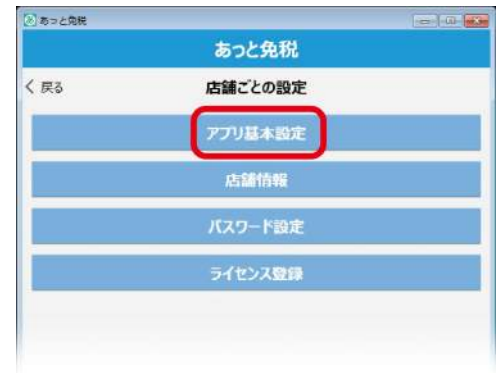 あっと免税
あっと免税
戻る 店舗ごとの設定
アプリ基本設定
店舗情報
パスワード設定
ライセンス登録